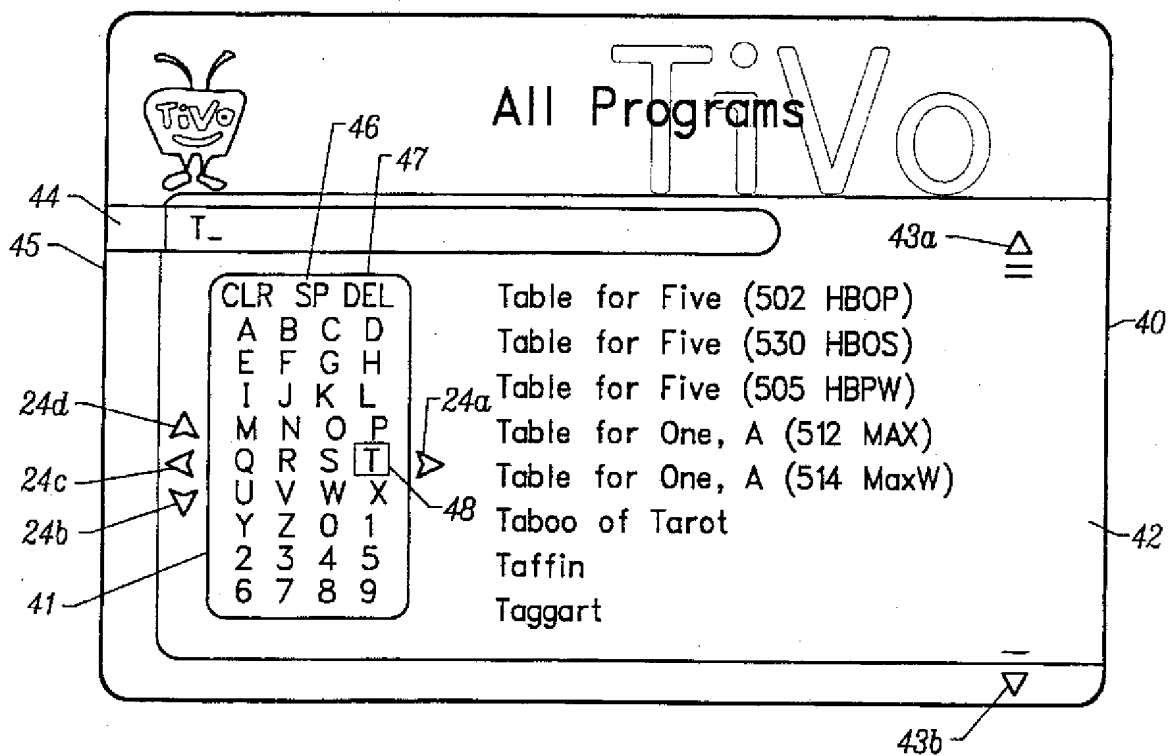 TiVo
TiVo
All Programs
46
47
44
T_
43a
45
CLR SP DEL
A B C D
E F G H
I J K L
M N O P
Q R S T
U V W X
Y Z 0 1
2 3 4 5
6 7 8 9
Table for Five (502 HBOP)
Table for Five (530 HBOS)
Table for Five (505 HBPW)
Table for One, A (512 MAX)
Table for One, A (514 MaxW)
Taboo of Tarot
Taffin
Taggart
40
24d
24a
24c
48
24b
42
41
43b